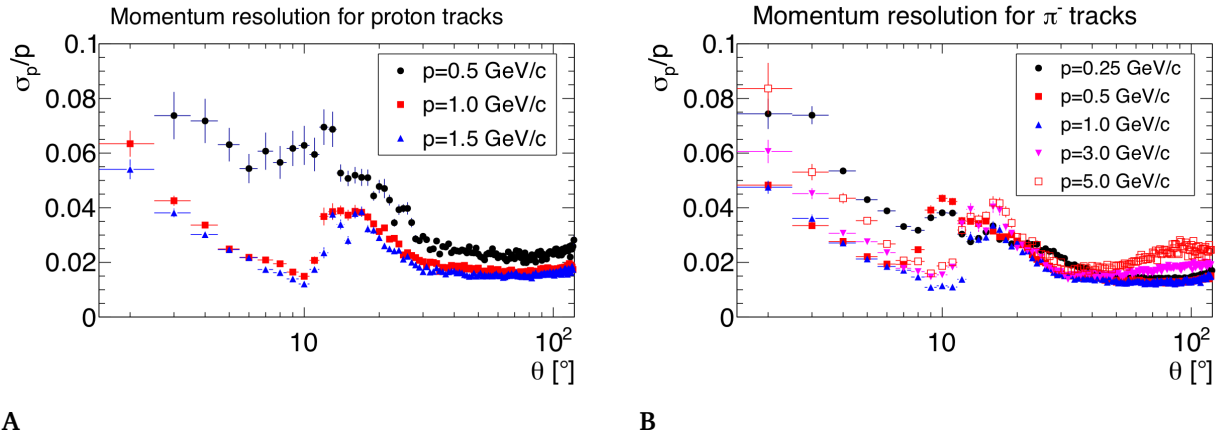 Momentum resolution for proton tracks
σp/p
0.1
0.08
0.06
0.04
0.02
0
p=0.5 GeV/c
p=1.0 GeV/c
p=1.5 GeV/c
10
10²
θ [°]
A
Momentum resolution for π⁻ tracks
σp/p
0.1
0.08
0.06
0.04
0.02
0
p=0.25 GeV/c
p=0.5 GeV/c
p=1.0 GeV/c
p=3.0 GeV/c
p=5.0 GeV/c
10
10²
θ [°]
B